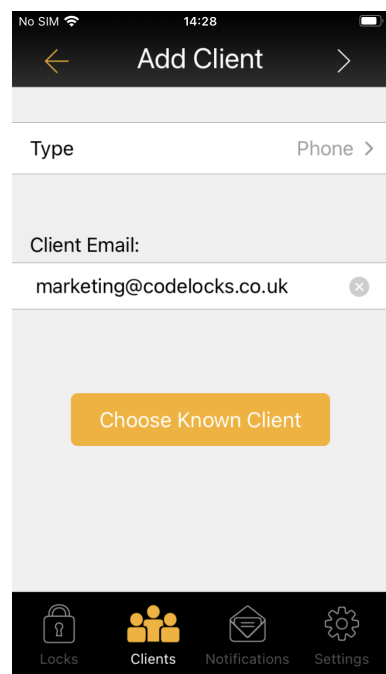 No SIM 14:28
Add Client
Type Phone
Client Email:
marketing@codelocks.co.uk
Choose Known Client
Locks Clients Notifications Settings